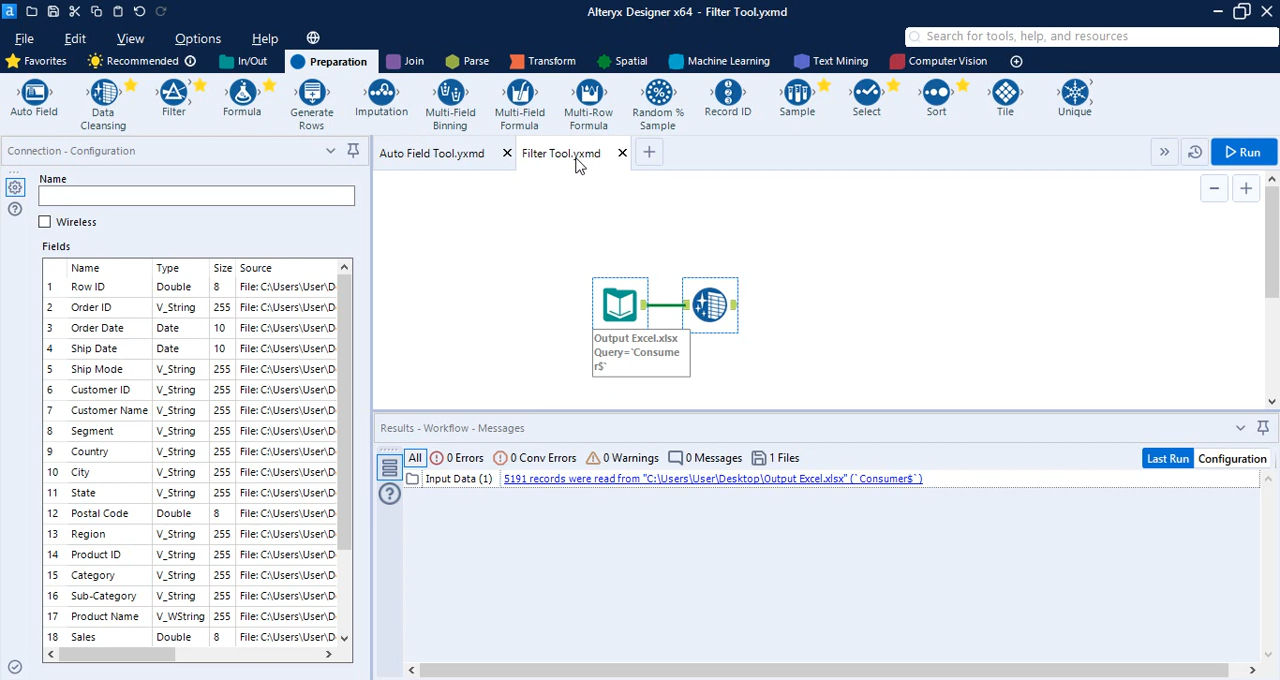 a
Alteryx Designer x64 - Filter Tool.yxmd
File Edit View Options Help
Search for tools, help, and resources
Favorites Recommended In/Out Preparation Join Parse Transform Spatial Machine Learning Text Mining Computer Vision
Auto Field
Data Cleansing
Filter
Formula
Generate Rows
Imputation
Multi-Field Binning
Multi-Field Formula
Multi-Row Formula
Random % Sample
Record ID
Sample
Select
Sort
Tile
Unique
Connection - Configuration
Auto Field Tool.yxmd
Filter Tool.yxmd
Run
Name
Wireless
Fields
Name Type Size Source
1 Row ID Double 8 File: C:\Users\User\D
2 Order ID V_String 255 File: C:\Users\User\D
3 Order Date Date 10 File: C:\Users\User\D
4 Ship Date Date 10 File: C:\Users\User\D
5 Ship Mode V_String 255 File: C:\Users\User\D
6 Customer ID V_String 255 File: C:\Users\User\D
7 Customer Name V_String 255 File: C:\Users\User\D
8 Segment V_String 255 File: C:\Users\User\D
9 Country V_String 255 File: C:\Users\User\D
10 City V_String 255 File: C:\Users\User\D
11 State V_String 255 File: C:\Users\User\D
12 Postal Code Double 8 File: C:\Users\User\D
13 Region V_String 255 File: C:\Users\User\D
14 Product ID V_String 255 File: C:\Users\User\D
15 Category V_String 255 File: C:\Users\User\D
16 Sub-Category V_String 255 File: C:\Users\User\D
17 Product Name V_WString 255 File: C:\Users\User\D
18 Sales Double 8 File: C:\Users\User\D
Output Excel.xlsx
Query=`Consume
r$`
Results - Workflow - Messages
All 0 Errors 0 Conv Errors 0 Warnings 0 Messages 1 Files Last Run Configuration
Input Data (1) 5191 records were read from "C:\Users\User\Desktop\Output Excel.xlsx" (`Consumer$`)